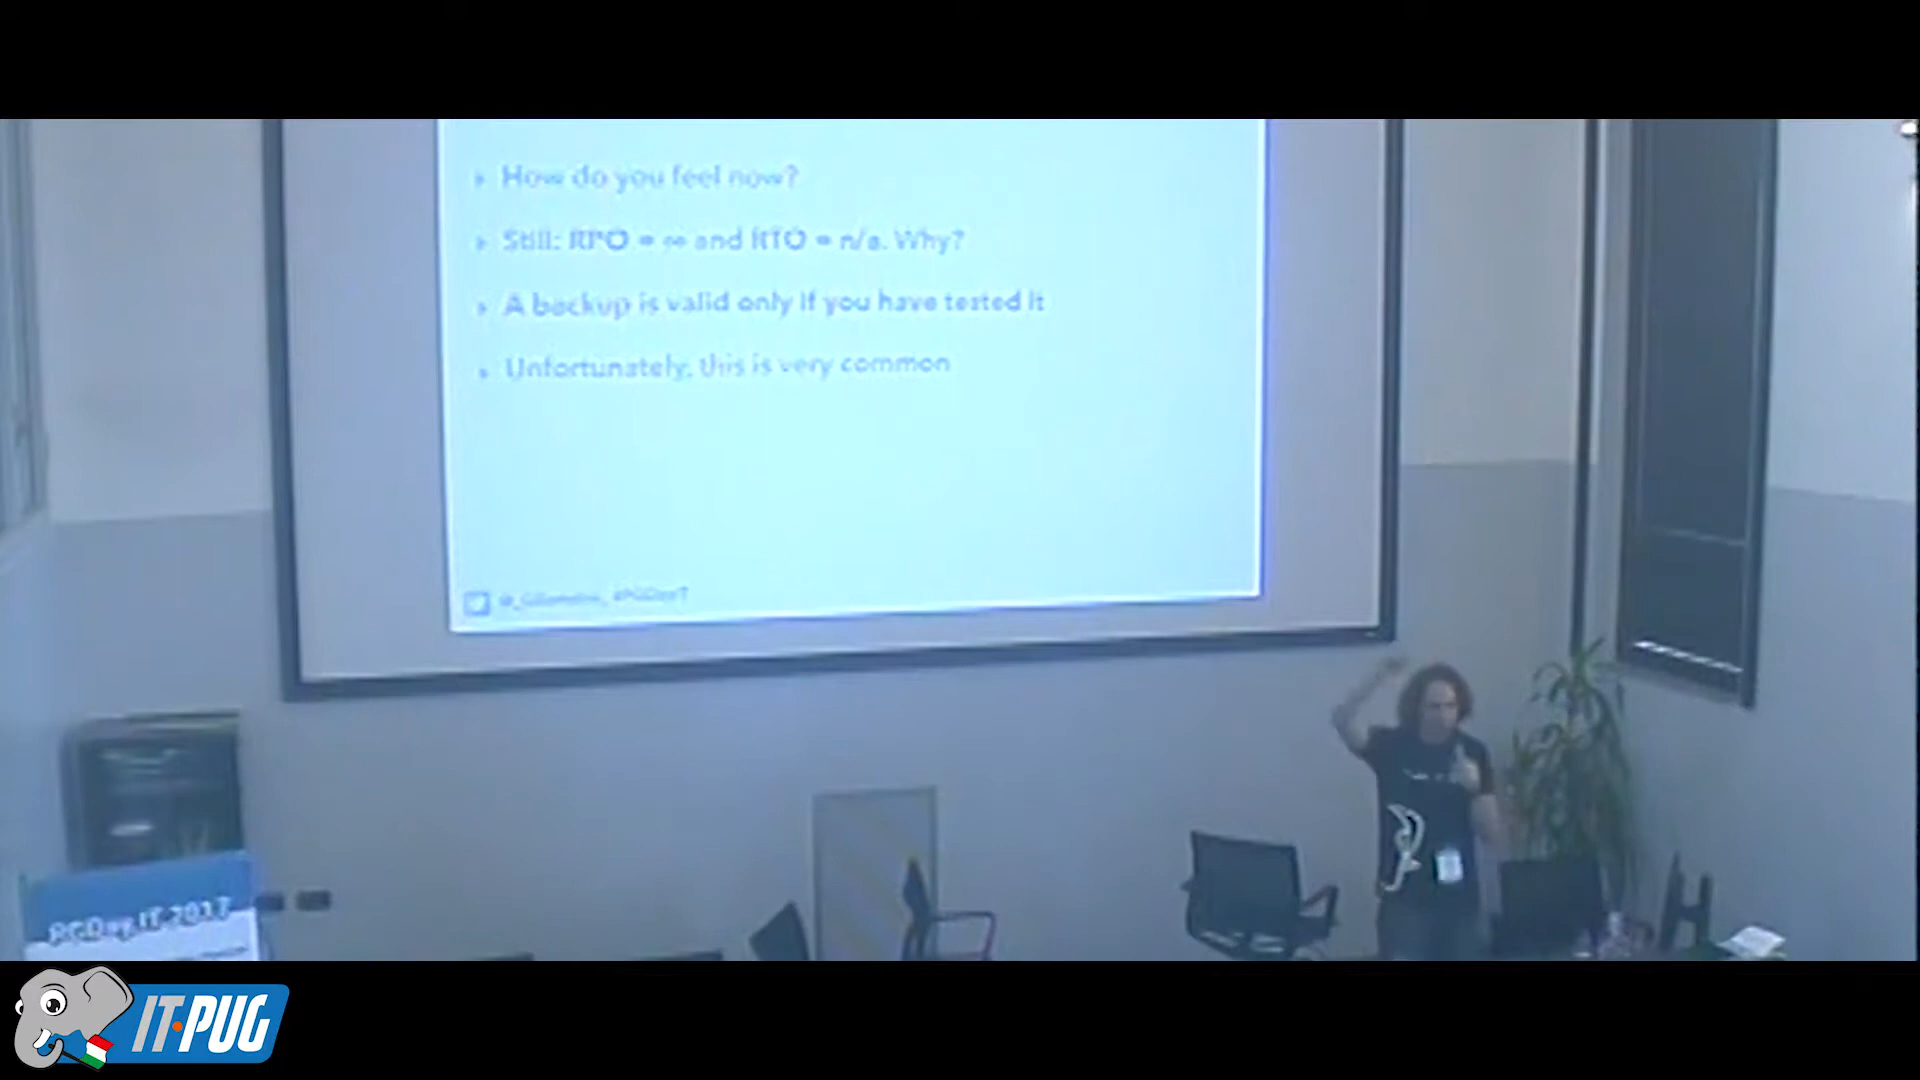 How do you feel now?
Still: RPO = ∞ and RTO = n/a. Why?
A backup is valid only if you have tested it
Unfortunately, this is very common
#PGDayIT
PGDay.IT 2017
IT-PUG